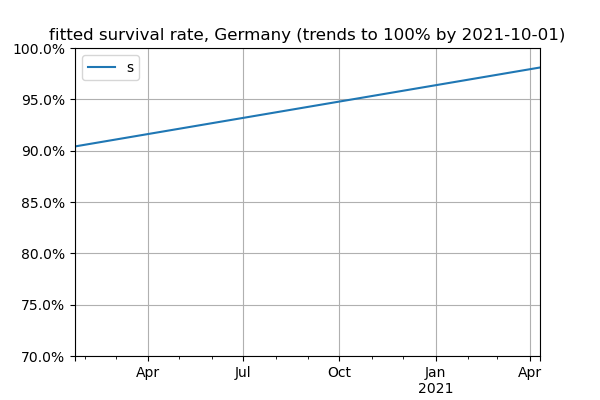 fitted survival rate, Germany (trends to 100% by 2021-10-01)
100.0%
s
95.0%
90.0%
85.0%
80.0%
75.0%
70.0%
Apr Jul Oct Jan Apr
2021